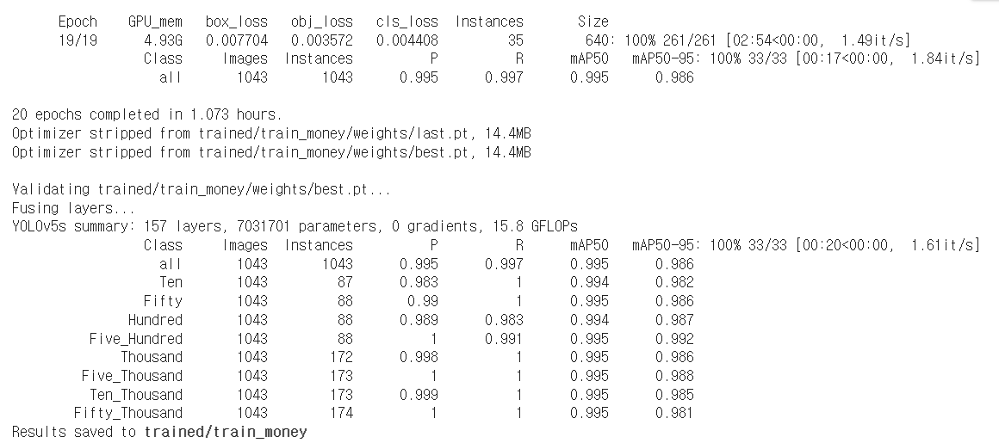 Epoch GPU_mem box_loss obj_loss cls_loss Instances Size
19/19 4.93G 0.007704 0.003572 0.004408 35 640: 100% 261/261 [02:54<00:00, 1.49it/s]
Class Images Instances P R mAP50 mAP50-95: 100% 33/33 [00:17<00:00, 1.84it/s]
all 1043 1043 0.995 0.997 0.995 0.986
20 epochs completed in 1.073 hours.
Optimizer stripped from trained/train_money/weights/last.pt, 14.4MB
Optimizer stripped from trained/train_money/weights/best.pt, 14.4MB
Validating trained/train_money/weights/best.pt...
Fusing layers...
YOLOv5s summary: 157 layers, 7031701 parameters, 0 gradients, 15.8 GFLOPs
Class Images Instances P R mAP50 mAP50-95: 100% 33/33 [00:20<00:00, 1.61it/s]
all 1043 1043 0.995 0.997 0.995 0.986
Ten 1043 87 0.983 1 0.994 0.982
Fifty 1043 88 0.99 1 0.995 0.986
Hundred 1043 88 0.989 0.983 0.994 0.987
Five_Hundred 1043 88 1 0.991 0.995 0.992
Thousand 1043 172 0.998 1 0.995 0.986
Five_Thousand 1043 173 1 1 0.995 0.988
Ten_Thousand 1043 173 0.999 1 0.995 0.985
Fifty_Thousand 1043 174 1 1 0.995 0.981
Results saved to trained/train_money